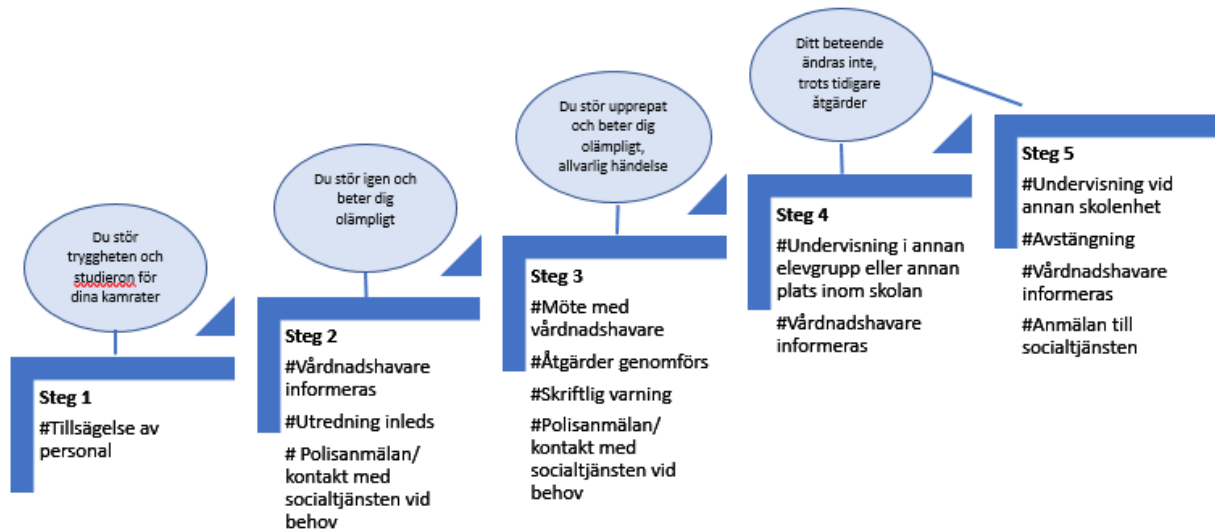 Du stör
tryggheten och
studieron för
dina kamrater
Steg 1
#Tillsägelse av
personal
Du stör igen och
beter dig
olämpligt
Steg 2
#Vårdnadshavare
informeras
#Utredning inleds
# Polisanmälan/
kontakt med
socialtjänsten vid
behov
Du stör upprepat
och beter dig
olämpligt,
allvarlig händelse
Steg 3
#Möte med
vårdnadshavare
#Åtgärder genomförs
#Skriftlig varning
#Polisanmälan/
kontakt med
socialtjänsten vid
behov
Ditt beteende
ändras inte,
trots tidigare
åtgärder
Steg 4
#Undervisning i annan
elevgrupp eller annan
plats inom skolan
#Vårdnadshavare
informeras
Steg 5
#Undervisning vid
annan skolenhet
#Avstängning
#Vårdnadshavare
informeras
#Anmälan till
socialtjänsten